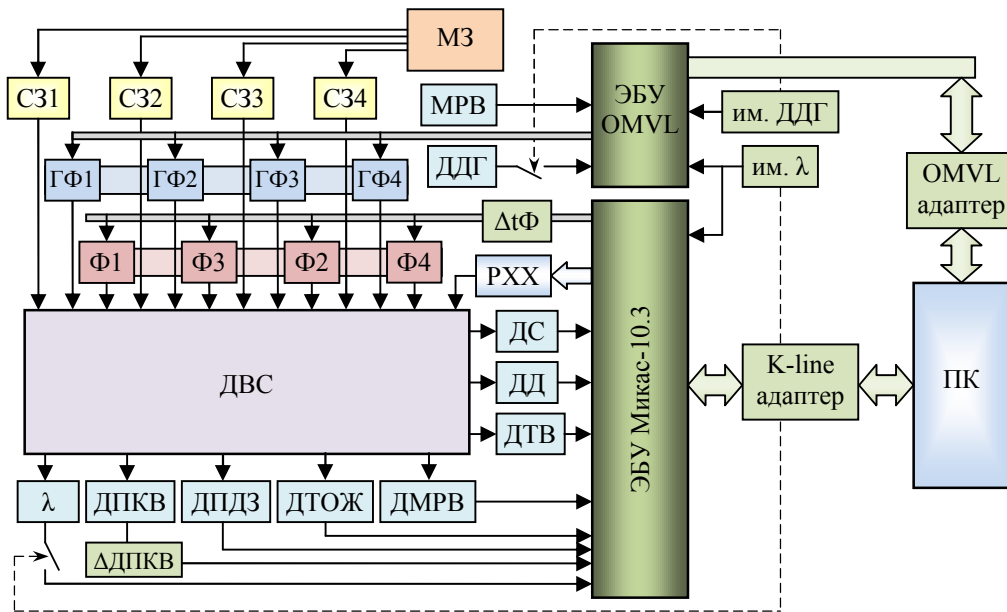 МЗ
СЗ1
СЗ2
СЗ3
СЗ4
МРВ
ЭБУ
OMVL
им. ДДГ
ДДГ
им. λ
ГФ1
ГФ2
ГФ3
ГФ4
OMVL
адаптер
ΔtФ
Ф1
Ф3
Ф2
Ф4
РХХ
ДВС
ДС
ДД
ДТВ
ЭБУ Микас-10.3
K-line
адаптер
ПК
λ
ДПКВ
ДПДЗ
ДТОЖ
ДМРВ
ΔДПКВ